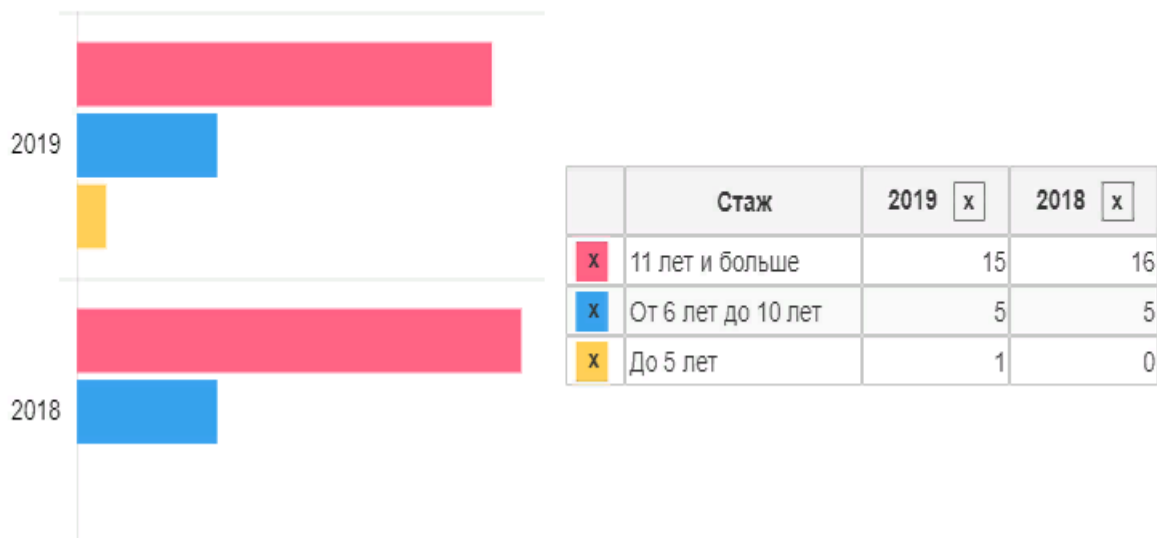 2019
2018
Стаж 2019 x 2018 x
x 11 лет и больше 15 16
x От 6 лет до 10 лет 5 5
x До 5 лет 1 0